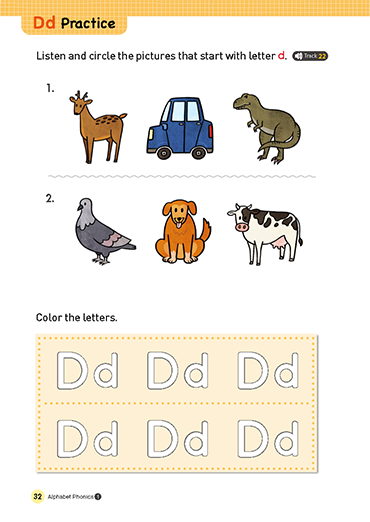 Dd Practice
Listen and circle the pictures that start with letter d. Track 22
1.
2.
Color the letters.
Dd Dd Dd
Dd Dd Dd
32 Alphabet Phonics 1